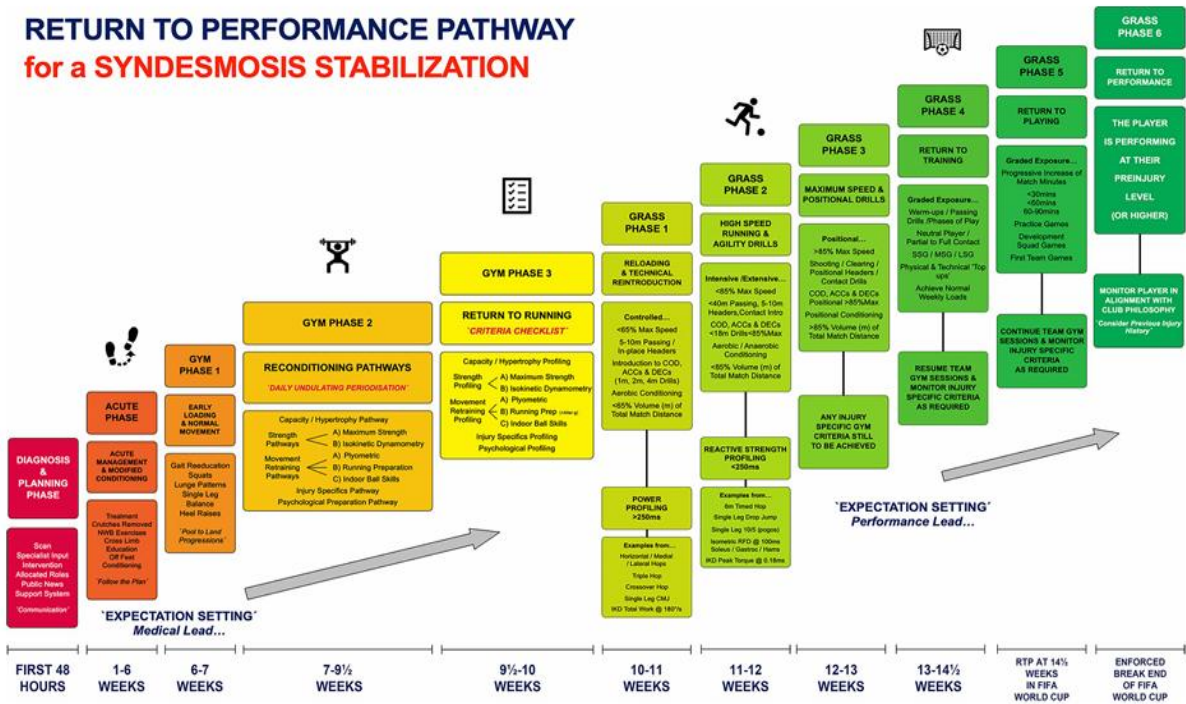 RETURN TO PERFORMANCE PATHWAY
for a SYNDESMOSIS STABILIZATION
DIAGNOSIS
&
PLANNING
PHASE
Scan
Specialist Input
Intervention
Allocated Roles
Public News
Support System
'Communication'
FIRST 48
HOURS
ACUTE
PHASE
ACUTE
MANAGEMENT
& MODIFIED
CONDITIONING
Treatment
Crutches Removed
NWB Exercises
Cross Limb
Education
Off Feet
Conditioning
'Follow the Plan'
1-6
WEEKS
GYM
PHASE 1
EARLY
LOADING
& NORMAL
MOVEMENT
Gait Reeducation
Squats
Lunge Patterns
Single Leg
Balance
Heel Raises
'Pool to Land
Progressions'
6-7
WEEKS
GYM PHASE 2
RECONDITIONING PATHWAYS
'DAILY UNDULATING PERIODISATION'
Capacity / Hypertrophy Pathway
Strength
Pathways
A) Maximum Strength
B) Isokinetic Dynamometry
Movement
Retraining
Pathways
A) Plyometric
B) Running Preparation
C) Indoor Ball Skills
Injury Specifics Pathway
Psychological Preparation Pathway
7-9½
WEEKS
'EXPECTATION SETTING'
Medical Lead...
GYM PHASE 3
RETURN TO RUNNING
'CRITERIA CHECKLIST'
Capacity / Hypertrophy Profiling
Strength
Profiling
A) Maximum Strength
B) Isokinetic Dynamometry
Movement
Retraining
Profiling
A) Plyometric
B) Running Prep
C) Indoor Ball Skills
Injury Specifics Profiling
Psychological Profiling
9½-10
WEEKS
GRASS
PHASE 1
RELOADING
& TECHNICAL
REINTRODUCTION
Controlled...
<65% Max Speed
5-10m Passing /
In-place Headers
Introduction to COD,
ACCs & DECs
(1m, 2m, 4m Drills)
Aerobic Conditioning
<65% Volume (m) of
Total Match Distance
POWER
PROFILING
>250ms
Examples from...
Horizontal / Medial
/ Lateral Hops
Triple Hop
Crossover Hop
Single Leg CMJ
IKD Total Work @ 180°/s
10-11
WEEKS
GRASS
PHASE 2
HIGH SPEED
RUNNING &
AGILITY DRILLS
Intensive /Extensive...
<85% Max Speed
<40m Passing, 5-10m
Headers,Contact Intro
COD, ACCs & DECs
<18m Drills<85%Max
Aerobic / Anaerobic
Conditioning
<85% Volume (m) of
Total Match Distance
REACTIVE STRENGTH
PROFILING
<250ms
Examples from...
6m Timed Hop
Single Leg Drop Jump
Single Leg 10/5 (pogos)
Isometric RFD @ 100ms
Soleus / Gastroc / Hams
IKD Peak Torque @ 0.18ms
11-12
WEEKS
GRASS
PHASE 3
MAXIMUM SPEED &
POSITIONAL DRILLS
Positional...
>85% Max Speed
Shooting / Clearing /
Positional Headers /
Contact Drills
COD, ACCs & DECs
Positional >85%Max
Positional Conditioning
>85% Volume (m) of
Total Match Distance
ANY INJURY
SPECIFIC GYM
CRITERIA STILL
TO BE ACHIEVED
12-13
WEEKS
GRASS
PHASE 4
RETURN TO
TRAINING
Graded Exposure...
Warm-ups / Passing
Drills /Phases of Play
Neutral Player /
Partial to Full Contact
SSG / MSG / LSG
Physical & Technical 'Top
ups'
Achieve Normal
Weekly Loads
RESUME TEAM
GYM SESSIONS &
MONITOR INJURY
SPECIFIC CRITERIA
AS REQUIRED
13-14½
WEEKS
'EXPECTATION SETTING'
Performance Lead...
GRASS
PHASE 5
RETURN TO
PLAYING
Graded Exposure...
Progressive Increase of
Match Minutes
<30mins
<60mins
60-90mins
Practice Games
Development
Squad Games
First Team Games
CONTINUE TEAM GYM
SESSIONS & MONITOR
INJURY SPECIFIC
CRITERIA
AS REQUIRED
RTP AT 14½
WEEKS
IN FIFA
WORLD CUP
GRASS
PHASE 6
RETURN TO
PERFORMANCE
THE PLAYER
IS PERFORMING
AT THEIR
PREINJURY
LEVEL
(OR HIGHER)
MONITOR PLAYER IN
ALIGNMENT WITH
CLUB PHILOSOPHY
'Consider Previous Injury
History'
ENFORCED
BREAK END
OF FIFA
WORLD CUP